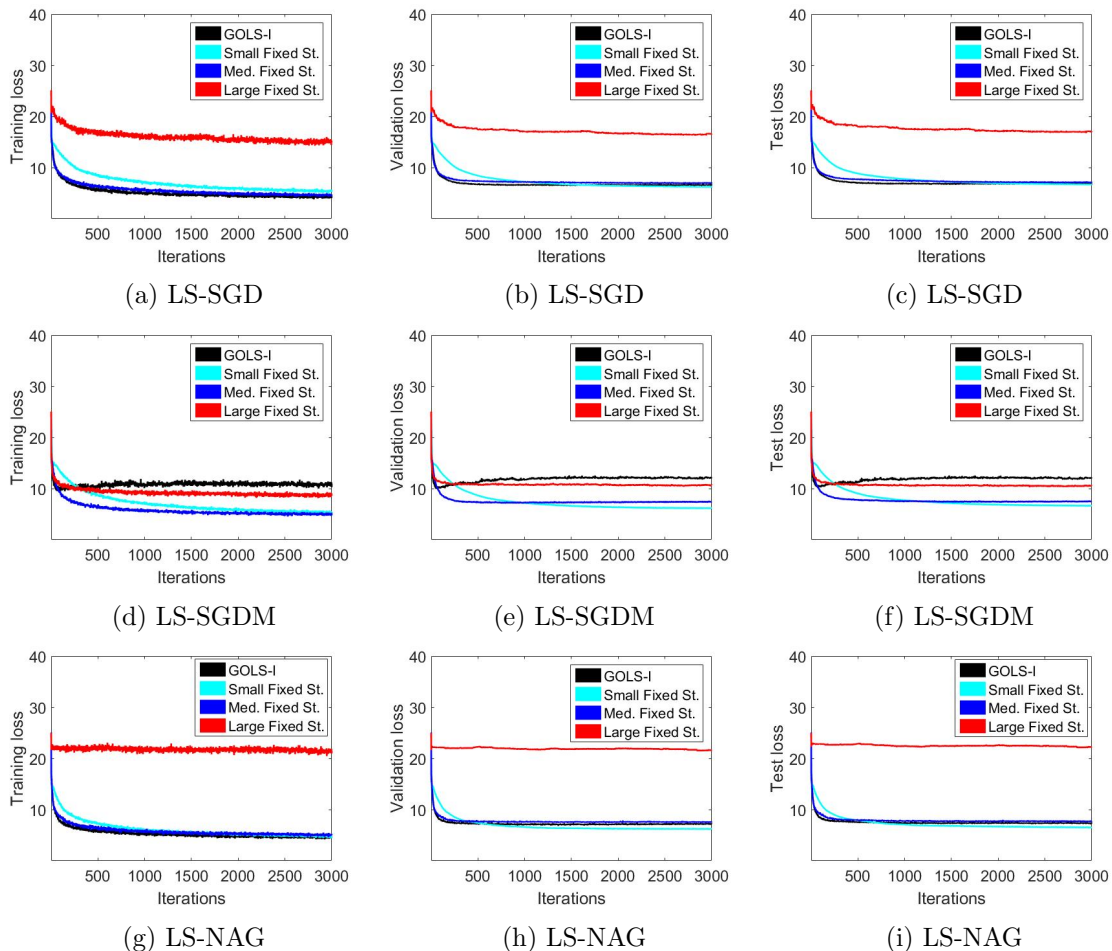 40
30
20
10
Training loss
GOLS-I
Small Fixed St.
Med. Fixed St.
Large Fixed St.
500 1000 1500 2000 2500 3000
Iterations
(a) LS-SGD
40
30
20
10
Validation loss
GOLS-I
Small Fixed St.
Med. Fixed St.
Large Fixed St.
500 1000 1500 2000 2500 3000
Iterations
(b) LS-SGD
40
30
20
10
Test loss
GOLS-I
Small Fixed St.
Med. Fixed St.
Large Fixed St.
500 1000 1500 2000 2500 3000
Iterations
(c) LS-SGD
40
30
20
10
Training loss
GOLS-I
Small Fixed St.
Med. Fixed St.
Large Fixed St.
500 1000 1500 2000 2500 3000
Iterations
(d) LS-SGDM
40
30
20
10
Validation loss
GOLS-I
Small Fixed St.
Med. Fixed St.
Large Fixed St.
500 1000 1500 2000 2500 3000
Iterations
(e) LS-SGDM
40
30
20
10
Test loss
GOLS-I
Small Fixed St.
Med. Fixed St.
Large Fixed St.
500 1000 1500 2000 2500 3000
Iterations
(f) LS-SGDM
40
30
20
10
Training loss
GOLS-I
Small Fixed St.
Med. Fixed St.
Large Fixed St.
500 1000 1500 2000 2500 3000
Iterations
(g) LS-NAG
40
30
20
10
Validation loss
GOLS-I
Small Fixed St.
Med. Fixed St.
Large Fixed St.
500 1000 1500 2000 2500 3000
Iterations
(h) LS-NAG
40
30
20
10
Test loss
GOLS-I
Small Fixed St.
Med. Fixed St.
Large Fixed St.
500 1000 1500 2000 2500 3000
Iterations
(i) LS-NAG